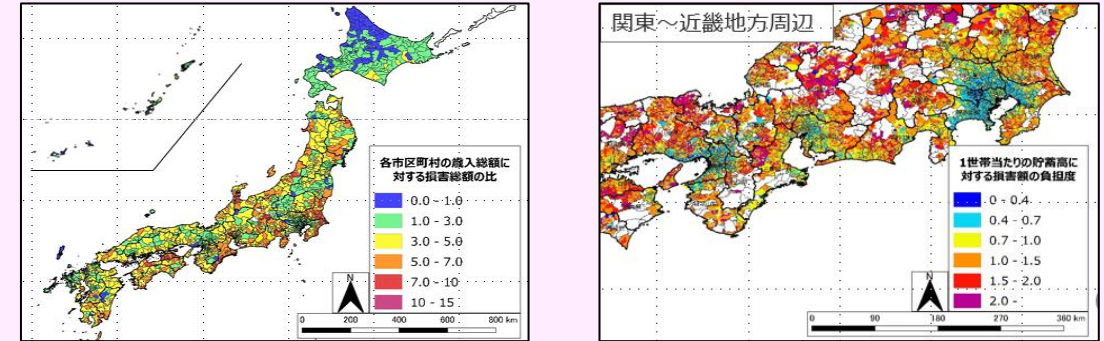 各市区町村の歳入総額に
対する損害総額の比
0.0 - 1.0
1.0 - 3.0
3.0 - 5.0
5.0 - 7.0
7.0 - 10
10 - 15
N
0 200 400 600 800 km
関東～近畿地方周辺
1世帯当たりの貯蓄高に
対する損害額の負担度
0 - 0.4
0.4 - 0.7
0.7 - 1.0
1.0 - 1.5
1.5 - 2.0
2.0 -
N
0 90 180 270 360 km